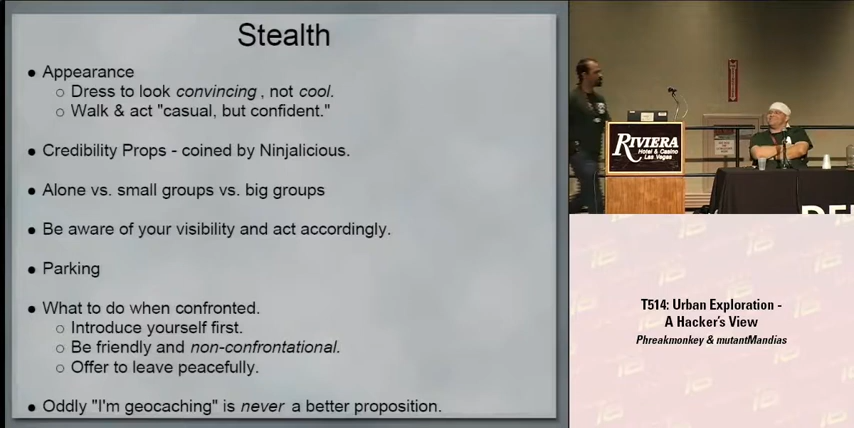 Stealth
● Appearance
○ Dress to look convincing, not cool.
○ Walk & act "casual, but confident."
● Credibility Props - coined by Ninjalicious.
● Alone vs. small groups vs. big groups
● Be aware of your visibility and act accordingly.
● Parking
● What to do when confronted.
○ Introduce yourself first.
○ Be friendly and non-confrontational.
○ Offer to leave peacefully.
● Oddly "I'm geocaching" is never a better proposition.
RIVIERA
Hotel & Casino
Las Vegas
T514: Urban Exploration -
A Hacker's View
Phreakmonkey & mutantMandias